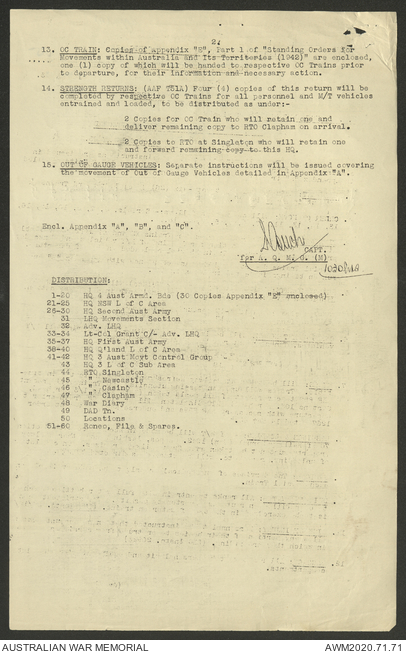 2.
13. OC TRAIN: Copies of Appendix "E", Part 1 of "Standing Orders for
Movements within Australia and Its Territories (1942)" are enclosed,
one (1) copy of which will be handed to respective OC Trains prior
to departure, for their information and necessary action.
14. STRENGTH RETURNS: (AAF Z51A) Four (4) copies of this return will be
completed by respective OC Trains for all personnel and M/T vehicles
entrained and loaded, to be distributed as under:-
2 Copies for OC Train who will retain one and
deliver remaining copy to RTO Clapham on arrival.
2 Copies to RTO at Singleton who will retain one
and forward remaining copy to this HQ.
15. OUT OF GAUGE VEHICLES: Separate instructions will be issued covering
the movement of Out of Gauge Vehicles detailed in Appendix "A".
Encl. Appendix "A", "B", and "C".
CAPT.
for A. Q. M. G. (M)
DISTRIBUTION:
1-20 HQ 4 Aust Armd. Bde (30 Copies Appendix "E" enclosed)
21-25 HQ NSW L of C Area
26-30 HQ Second Aust Army
31 LHQ Movements Section
32 Adv. LHQ
33-34 Lt-Col Grant C/- Adv. LHQ
35-37 HQ First Aust Army
38-40 HQ Q'land L of C Area
41-42 HQ 3 Aust Movt Control Group
43 HQ 3 L of C Sub Area
44 RTO Singleton
45 " Newcastle
46 " Casino
47 " Clapham
48 War Diary
49 DAD Tn.
50 Locations
51-60 Roneo, File & Spares.
AUSTRALIAN WAR MEMORIAL
AWM2020.71.71